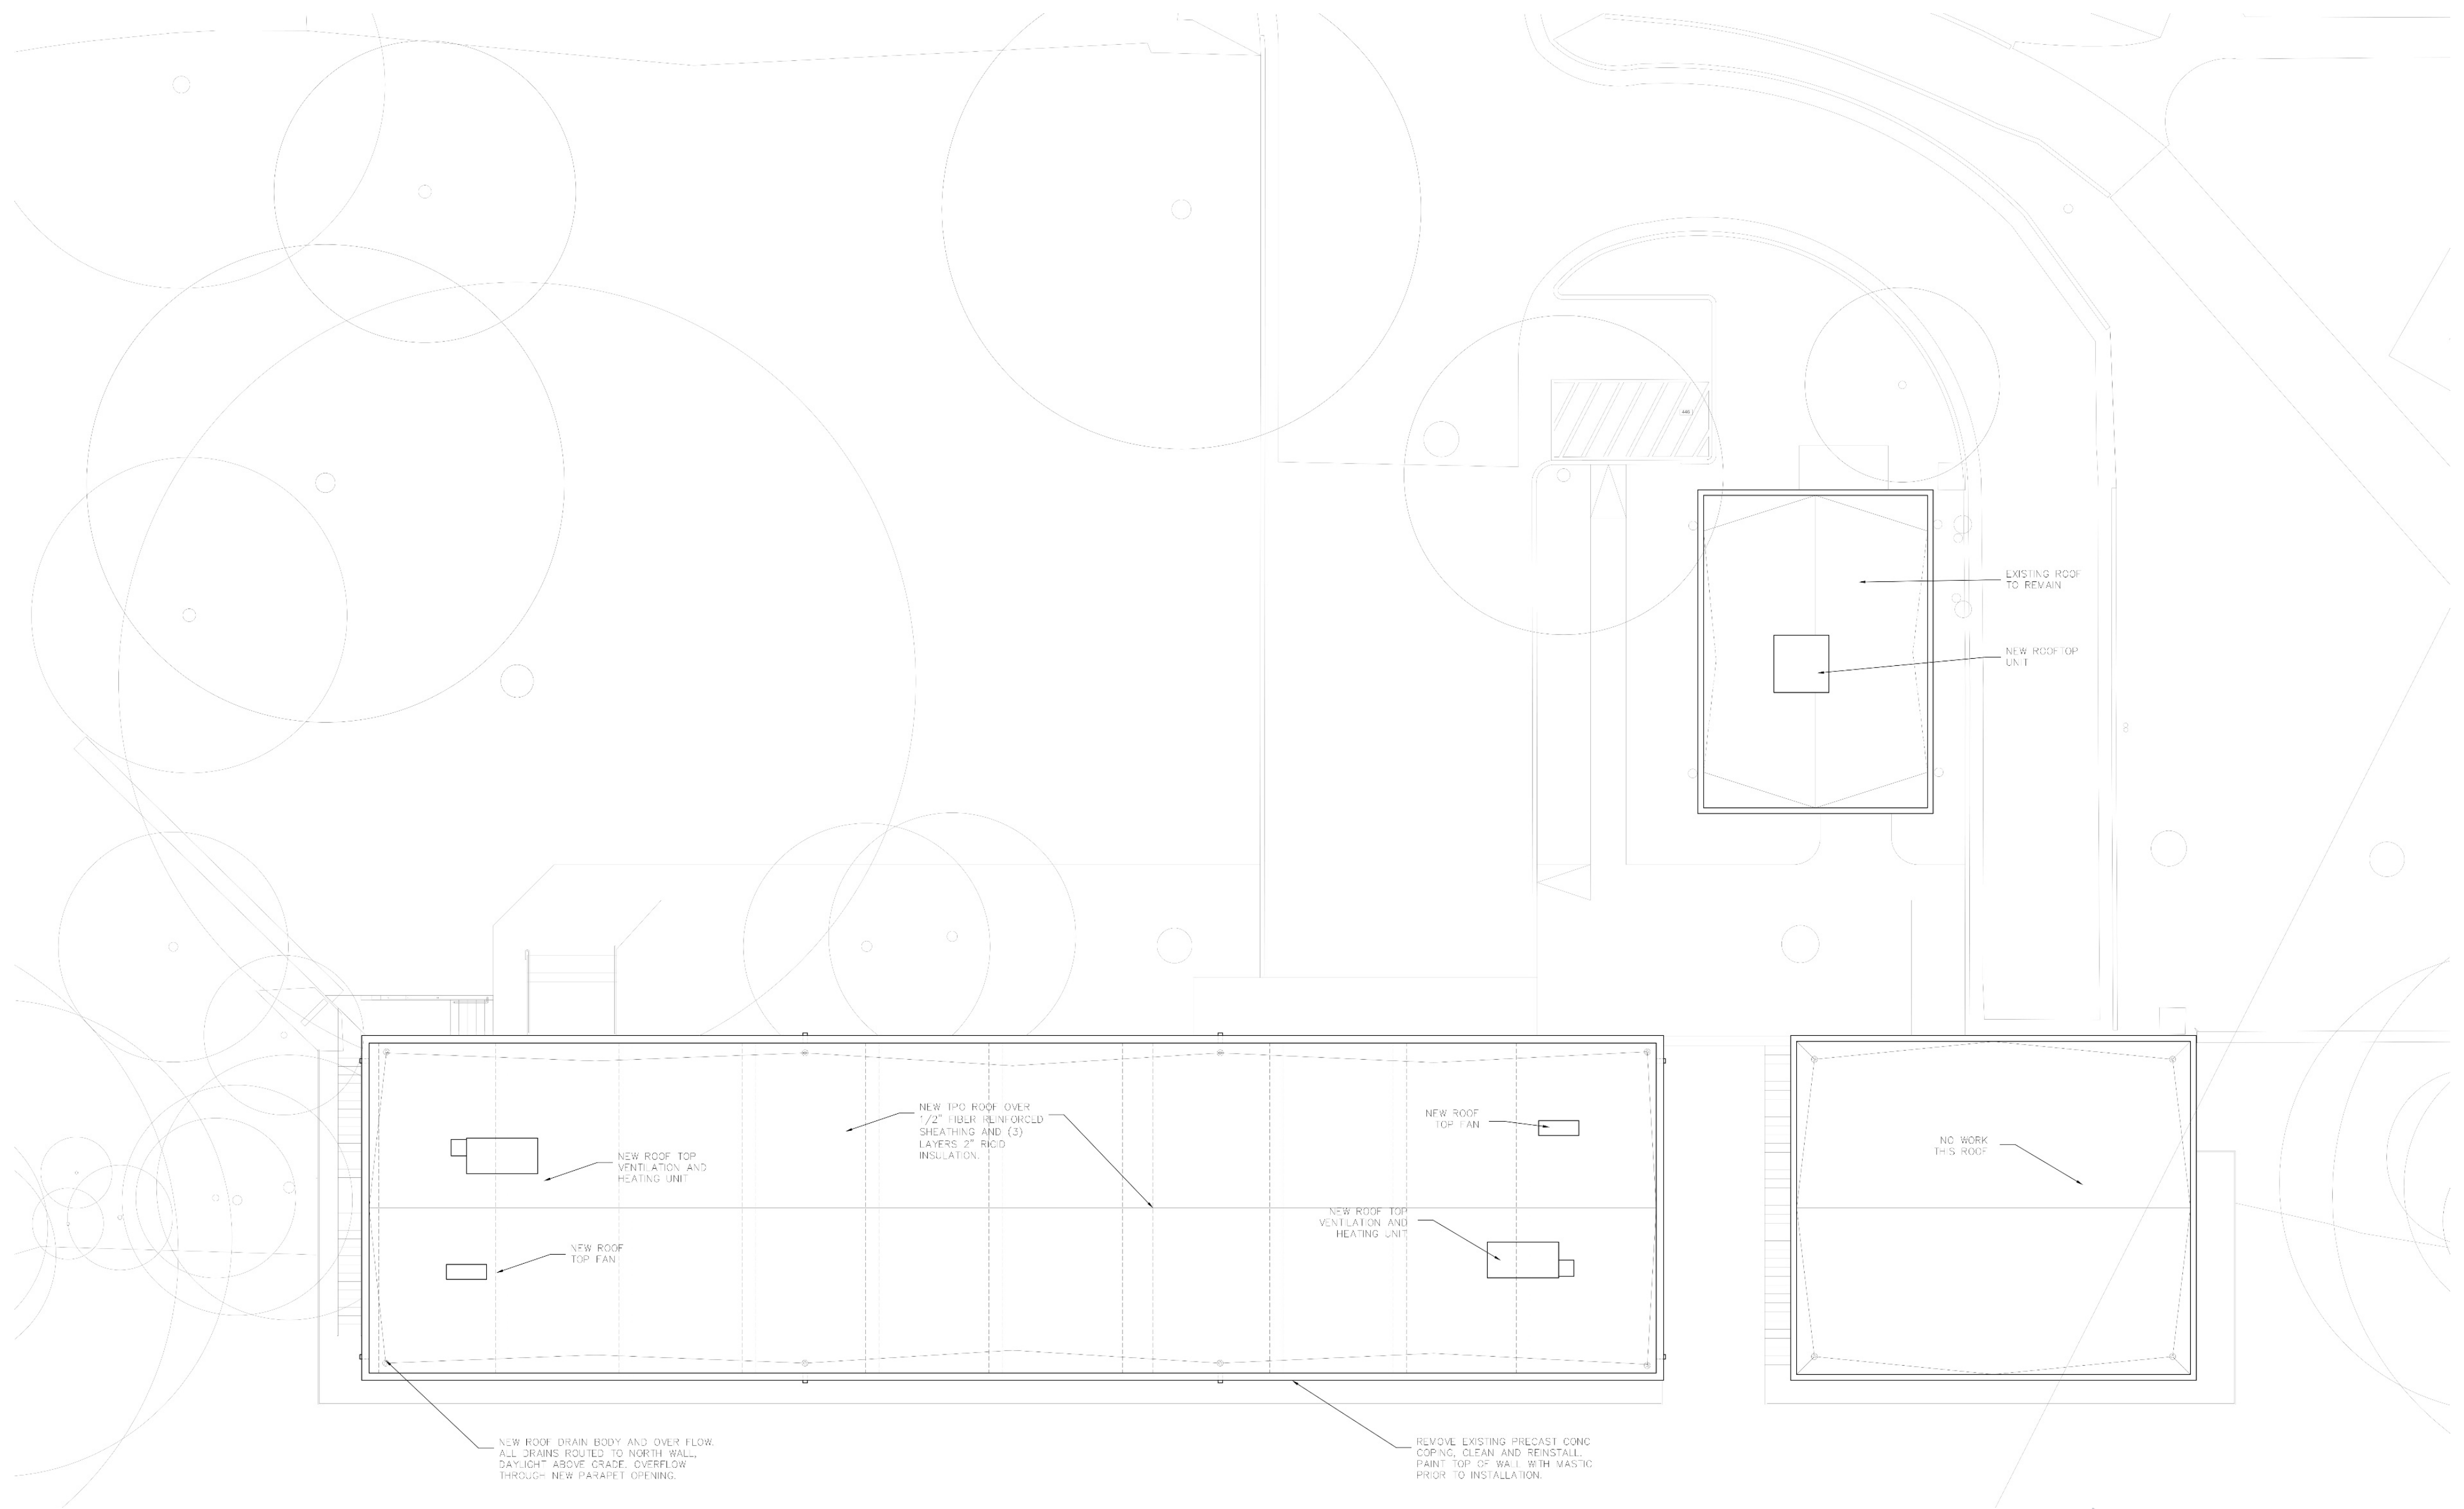 EXISTING ROOF
TO REMAIN
NEW ROOFTOP
UNIT
NEW TPO ROOF OVER
1/2" FIBER REINFORCED
SHEATHING AND (3)
LAYERS 2" RIGID
INSULATION.
NEW ROOF
TOP FAN
NEW ROOF TOP
VENTILATION AND
HEATING UNIT
NO WORK
THIS ROOF
NEW ROOF TOP
VENTILATION AND
HEATING UNIT
NEW ROOF
TOP FAN
NEW ROOF DRAIN BODY AND OVER FLOW.
ALL DRAINS ROUTED TO NORTH WALL,
DAYLIGHT ABOVE GRADE. OVERFLOW
THROUGH NEW PARAPET OPENING.
REMOVE EXISTING PRECAST CONC
COPING, CLEAN AND REINSTALL.
PAINT TOP OF WALL WITH MASTIC
PRIOR TO INSTALLATION.